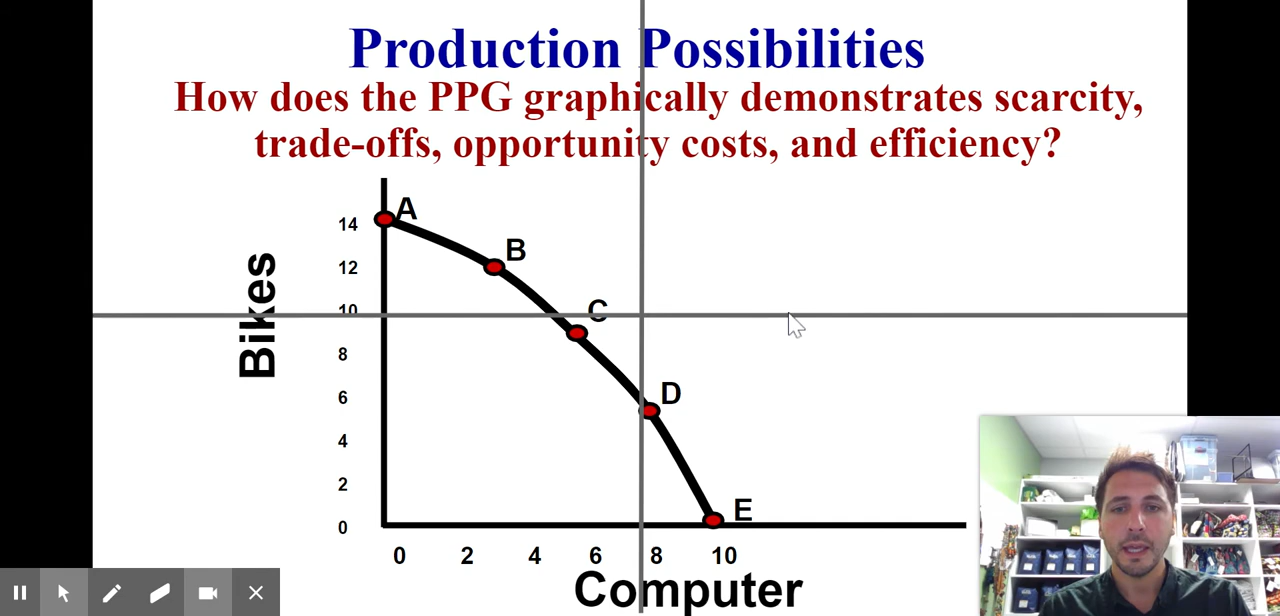 Production Possibilities
How does the PPG graphically demonstrates scarcity,
trade-offs, opportunity costs, and efficiency?
Bikes
14
12
10
8
6
4
2
0
A
B
C
D
E
0 2 4 6 8 10
Computer